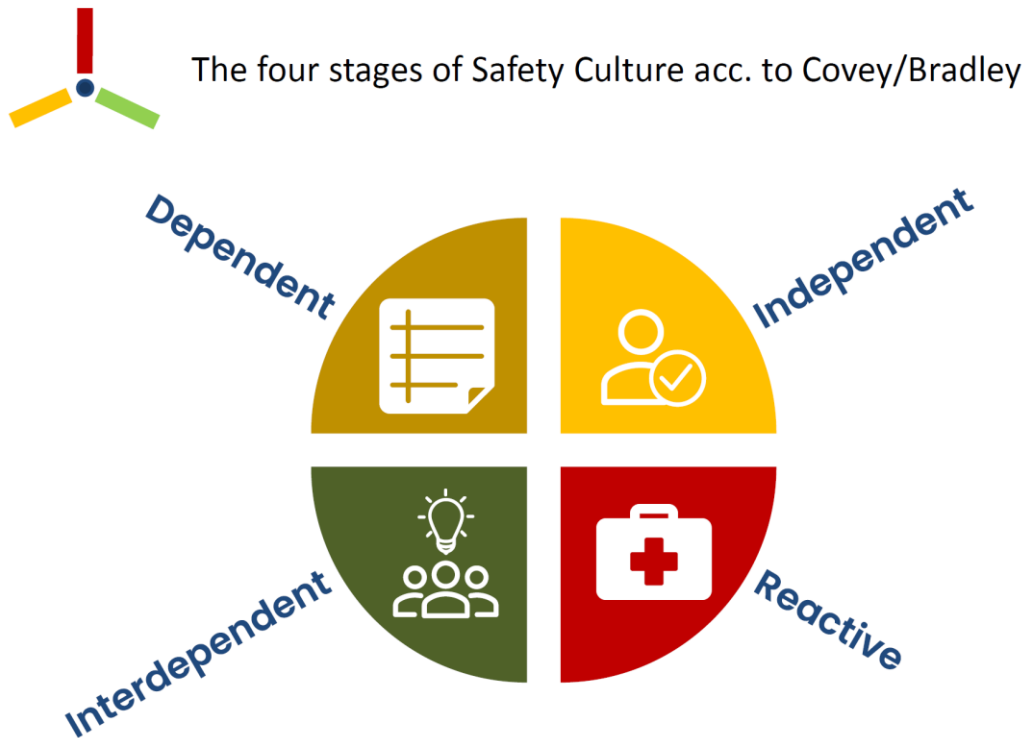 The four stages of Safety Culture acc. to Covey/Bradley
Dependent
Independent
Interdependent
Reactive